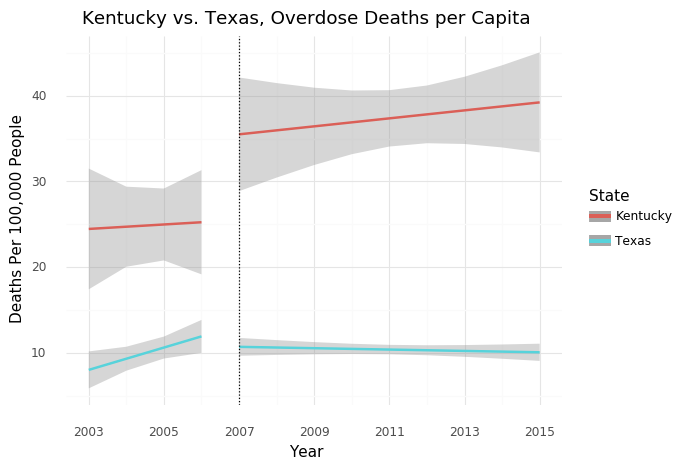 Kentucky vs. Texas, Overdose Deaths per Capita
Deaths Per 100,000 People
40
30
20
10
2003 2005 2007 2009 2011 2013 2015
Year
State
Kentucky
Texas